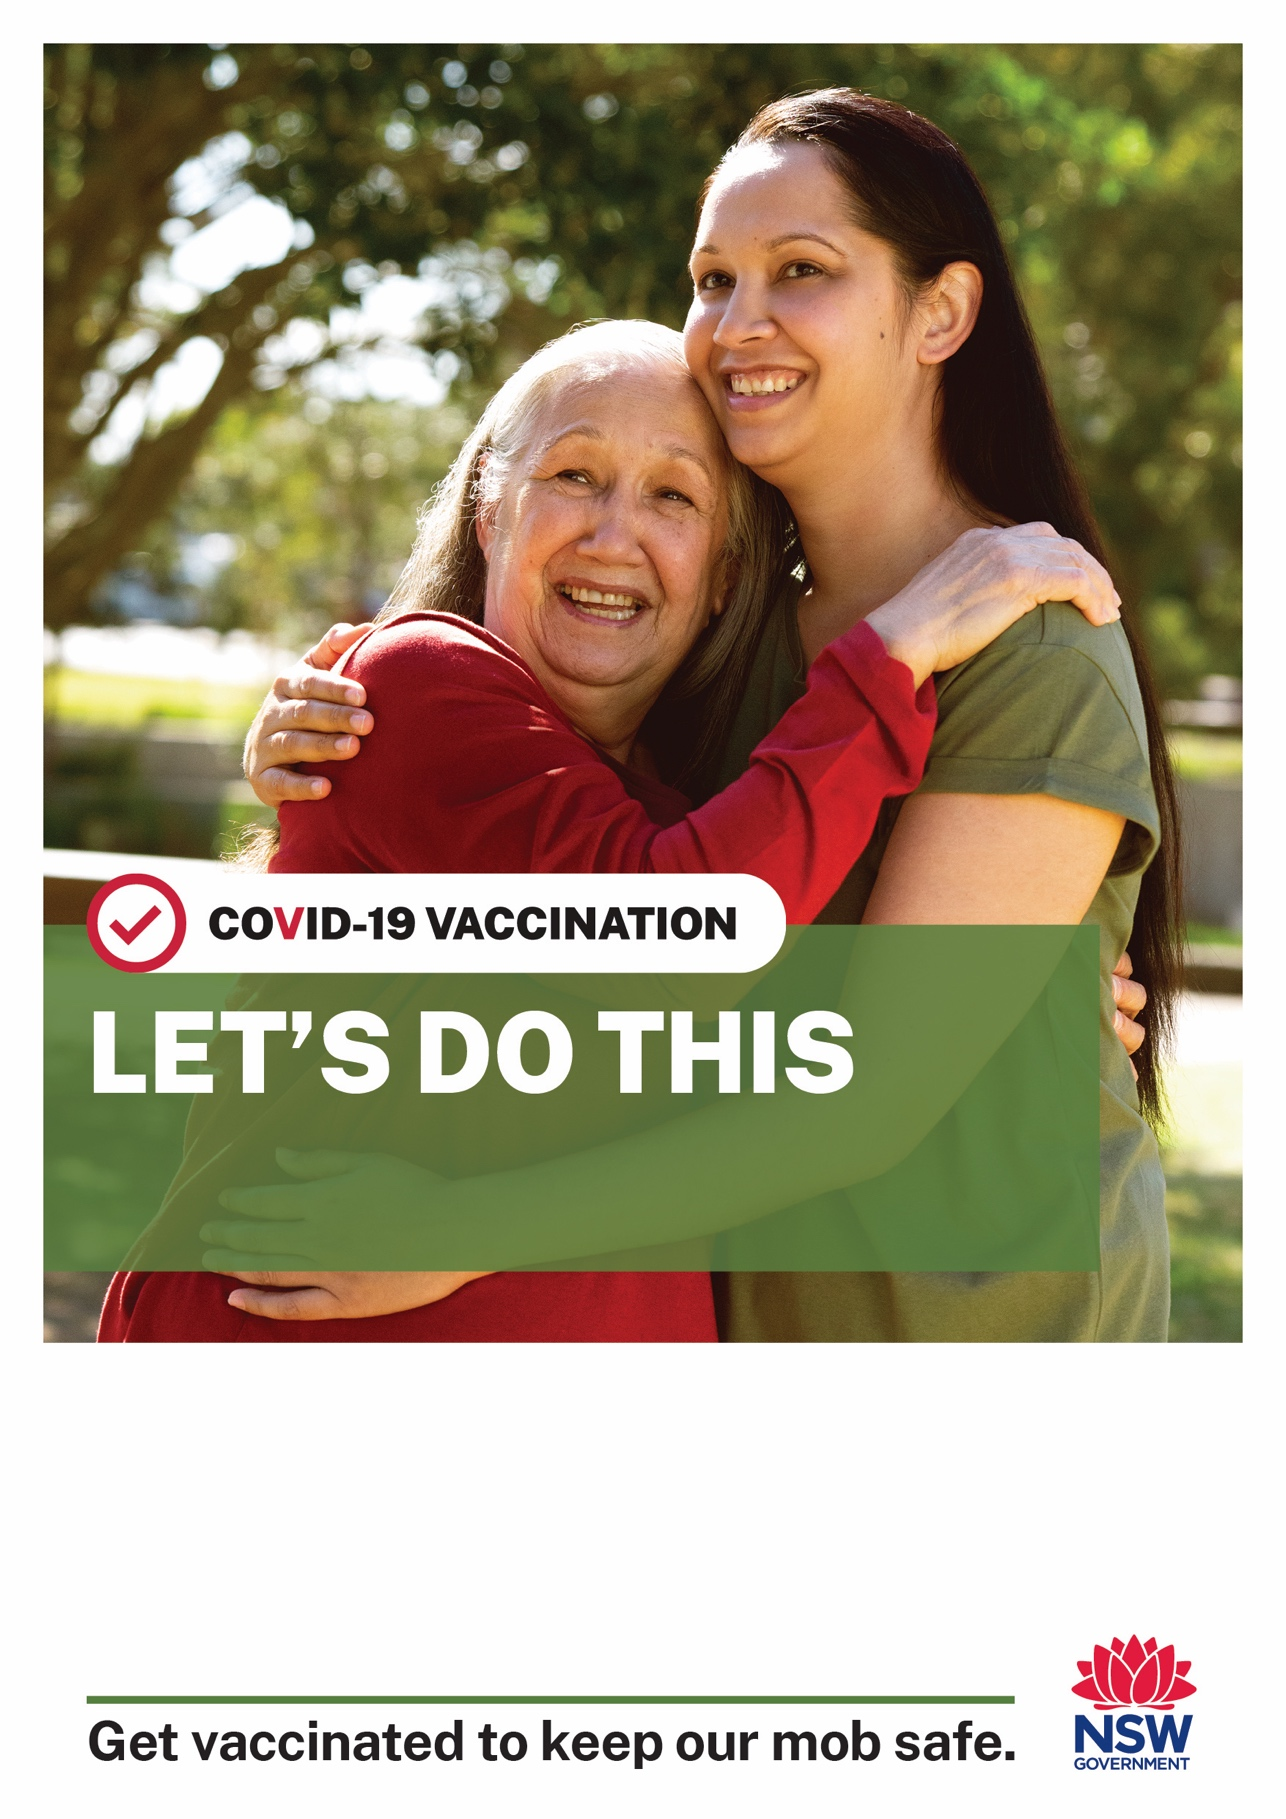 COVID-19 VACCINATION
LET'S DO THIS
Get vaccinated to keep our mob safe.
NSW
GOVERNMENT